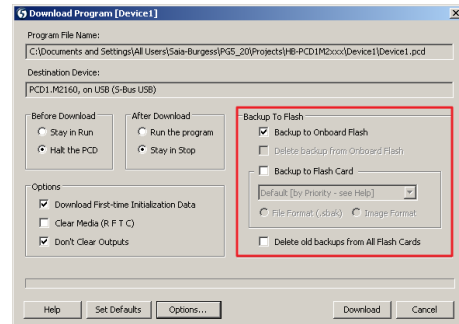 Download Program [Device1]
Program File Name:
C:\Documents and Settings\All Users\Saia-Burgess\PG5_20\Projects\HB-PCD1M2xxx\Device1\Device1.pcd
Destination Device:
PCD1.M2160, on USB (S-Bus USB)
Before Download
Stay in Run
Halt the PCD
After Download
Run the program
Stay in Stop
Options
Download First-time Initialization Data
Clear Media (R F T C)
Don't Clear Outputs
Backup To Flash
Backup to Onboard Flash
Delete backup from Onboard Flash
Backup to Flash Card
Default [by Priority - see Help]
File Format (.sbak) Image Format
Delete old backups from All Flash Cards
Help Set Defaults Options... Download Cancel